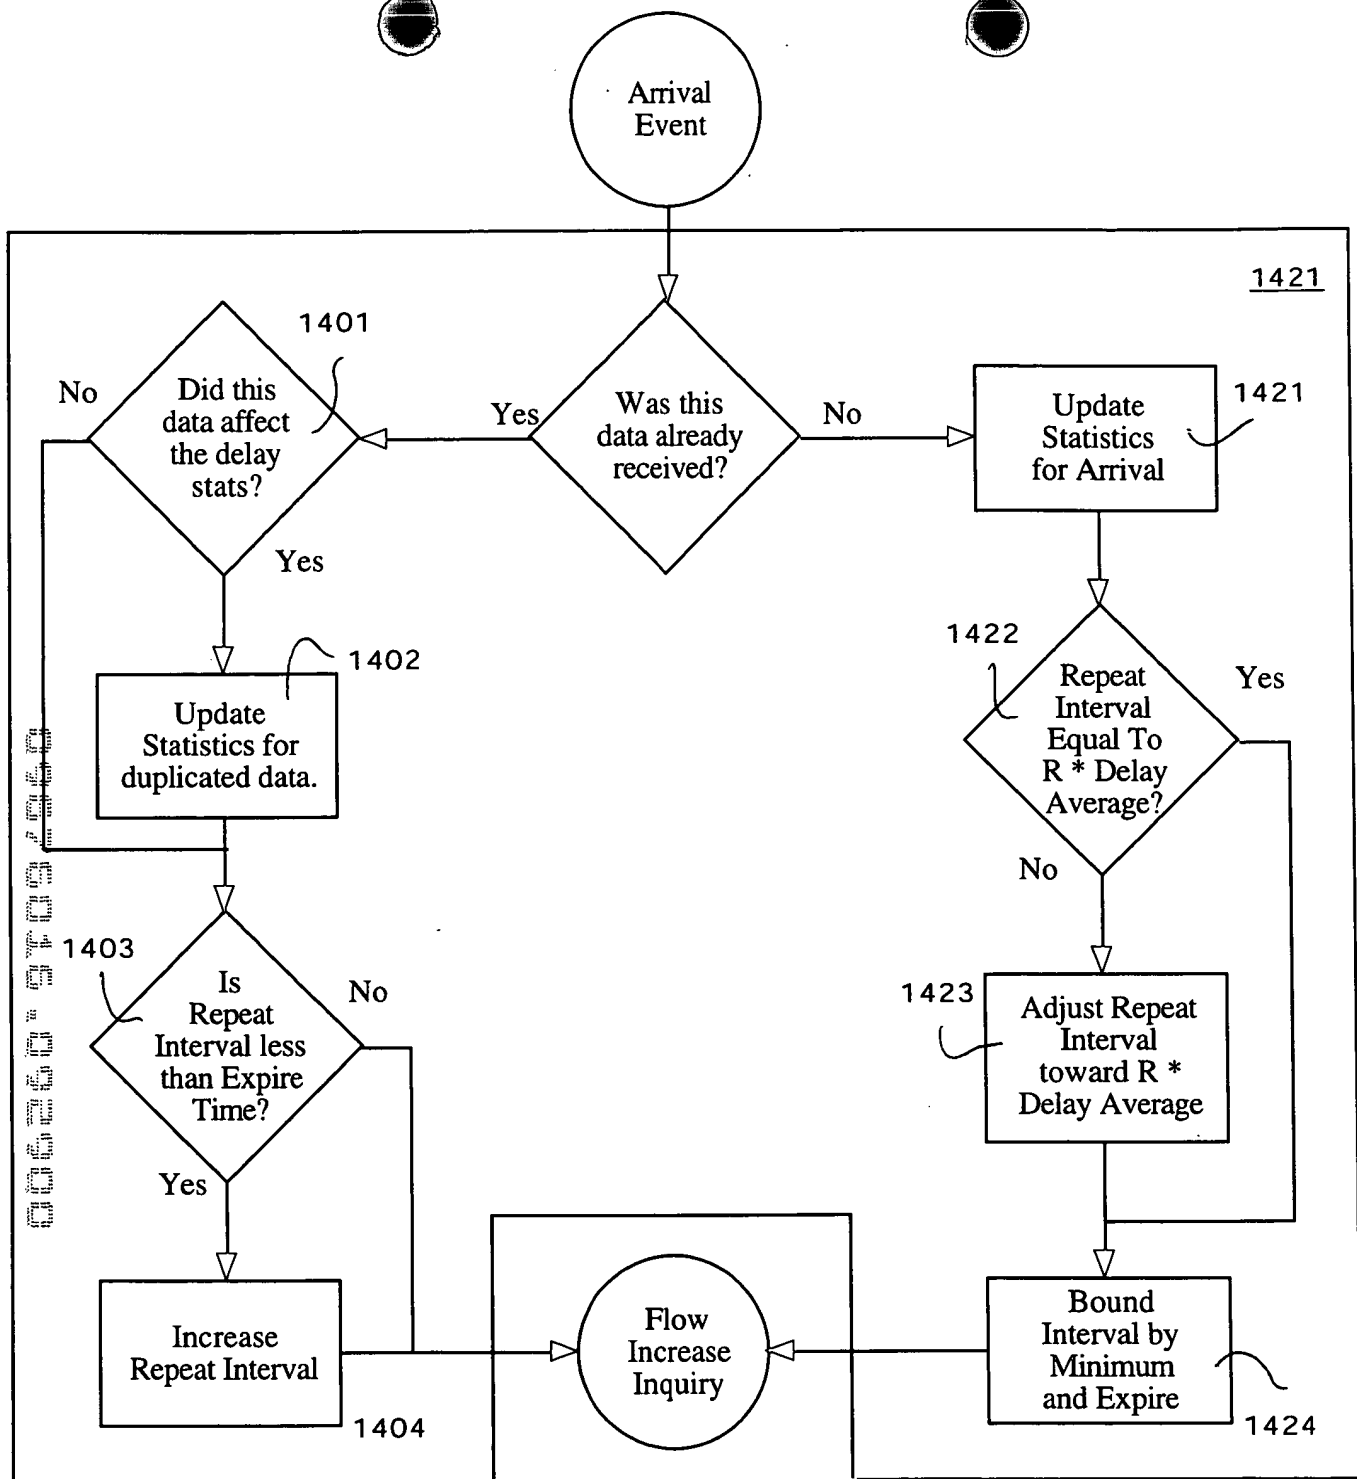 Arrival
Event
1421
1401
No
Did this
data affect
the delay
stats?
Yes
Was this
data already
received?
No
Update
Statistics
for Arrival
1421
Yes
1402
Update
Statistics for
duplicated data.
1422
Repeat
Interval
Equal To
R * Delay
Average?
Yes
No
1403
Is
Repeat
Interval less
than Expire
Time?
No
Yes
1423
Adjust Repeat
Interval
toward R *
Delay Average
Increase
Repeat Interval
1404
Flow
Increase
Inquiry
Bound
Interval by
Minimum
and Expire
1424